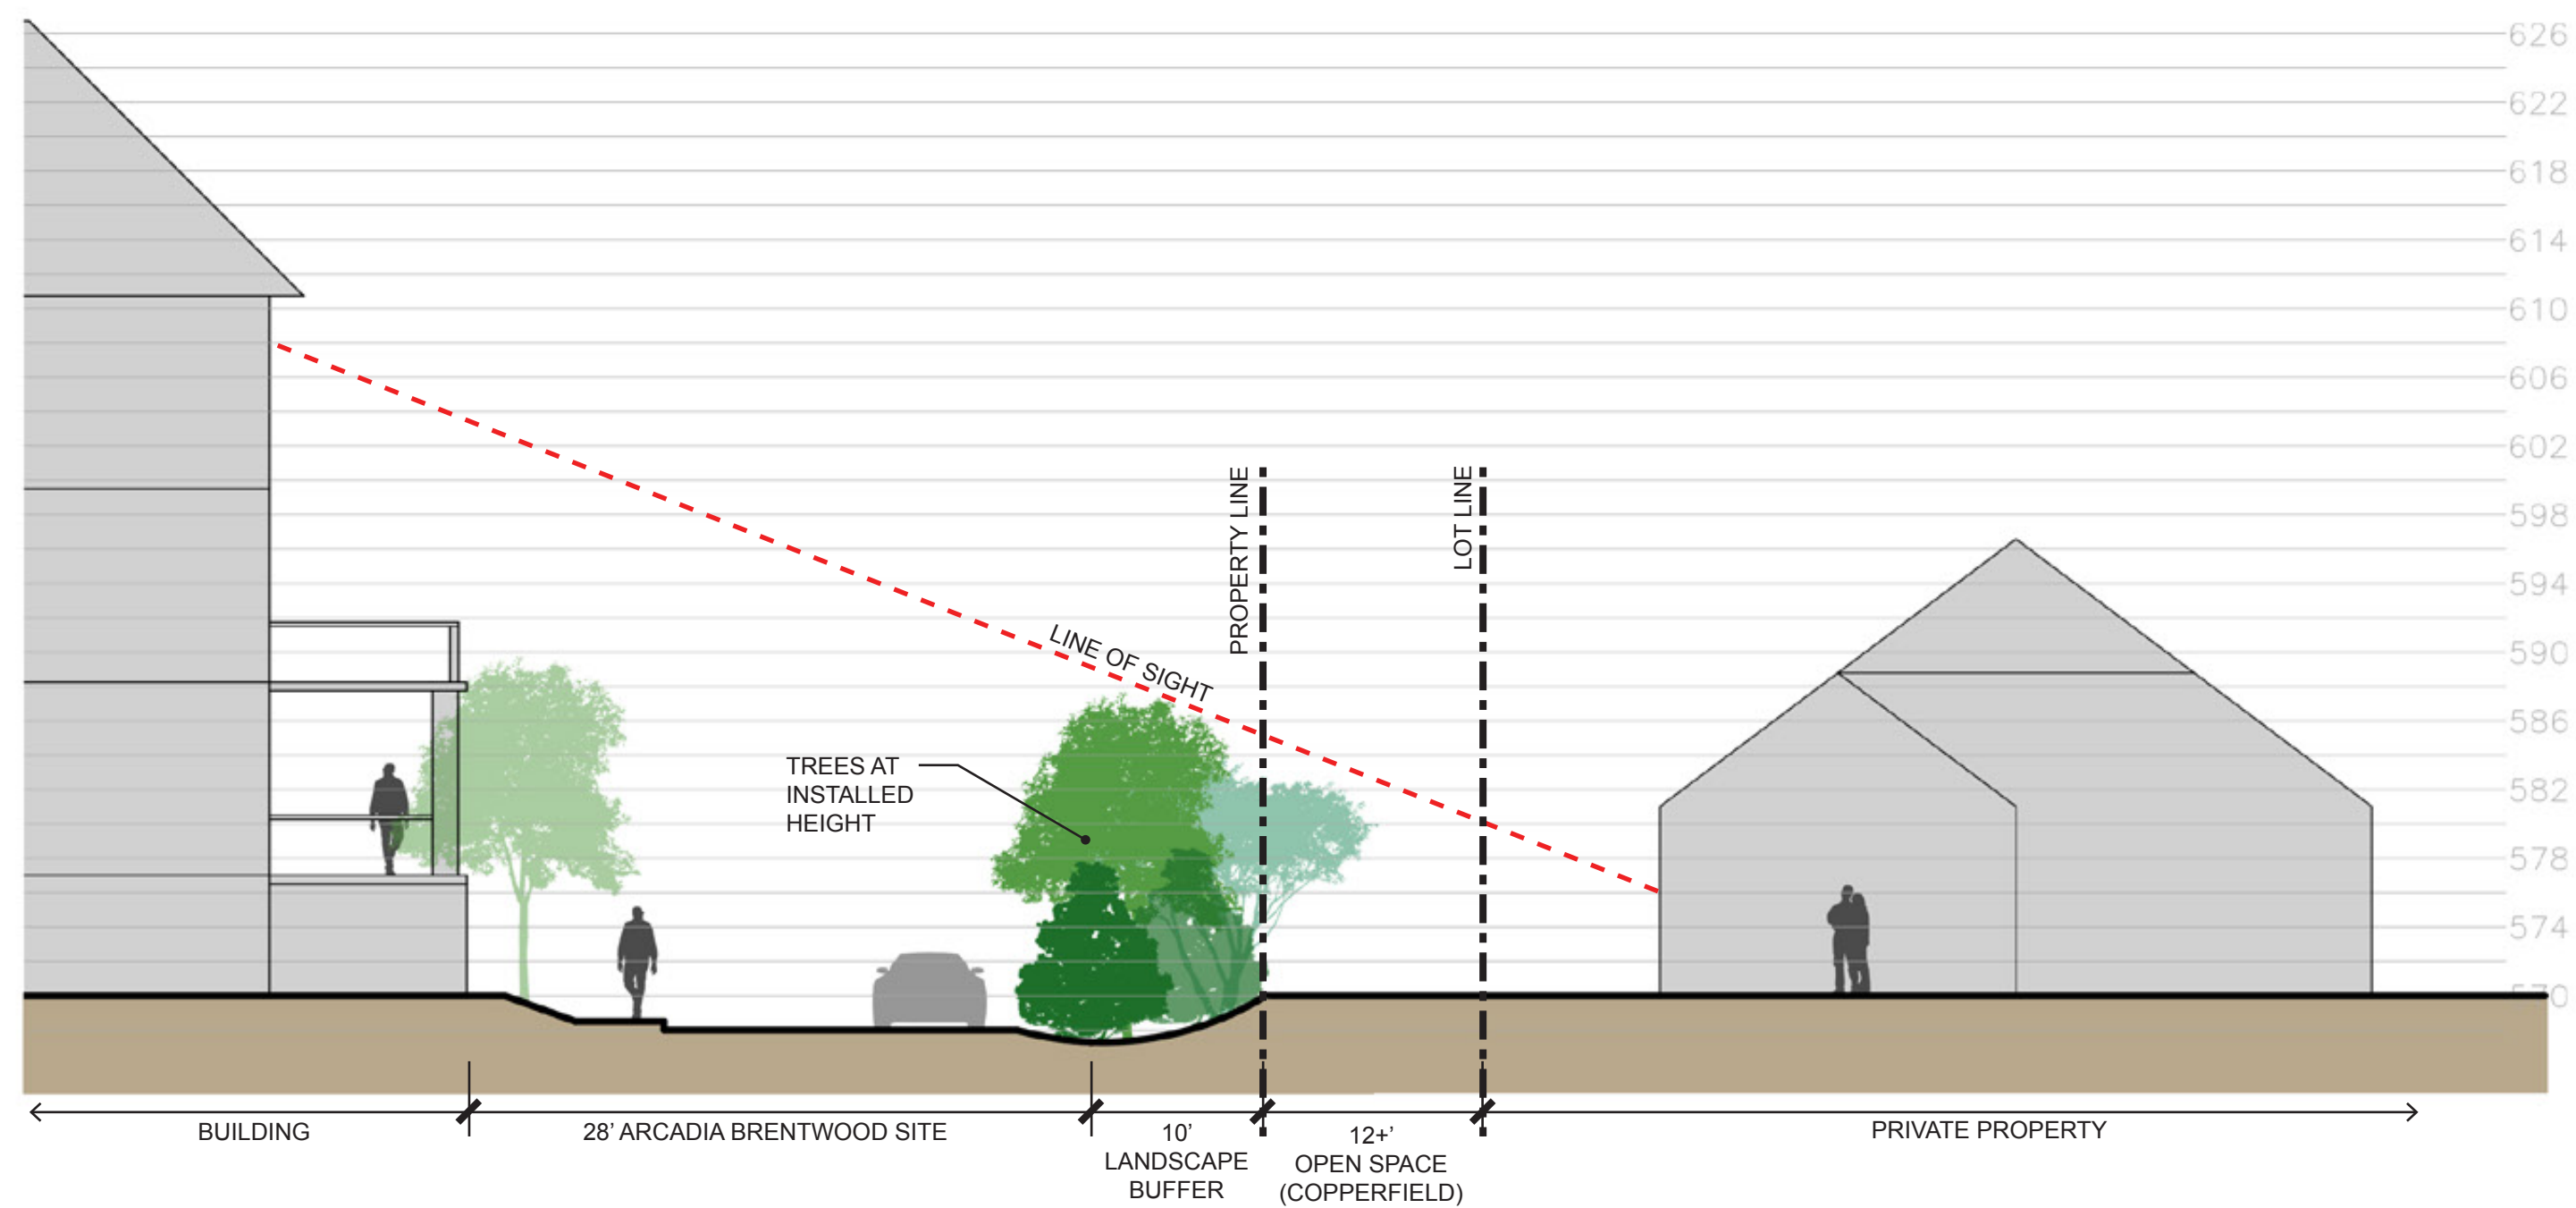 626
622
618
614
610
606
602
598
594
590
586
582
578
574
570
PROPERTY LINE
LOT LINE
LINE OF SIGHT
TREES AT
INSTALLED
HEIGHT
BUILDING
28’ ARCADIA BRENTWOOD SITE
10’
LANDSCAPE
BUFFER
12+’
OPEN SPACE
(COPPERFIELD)
PRIVATE PROPERTY